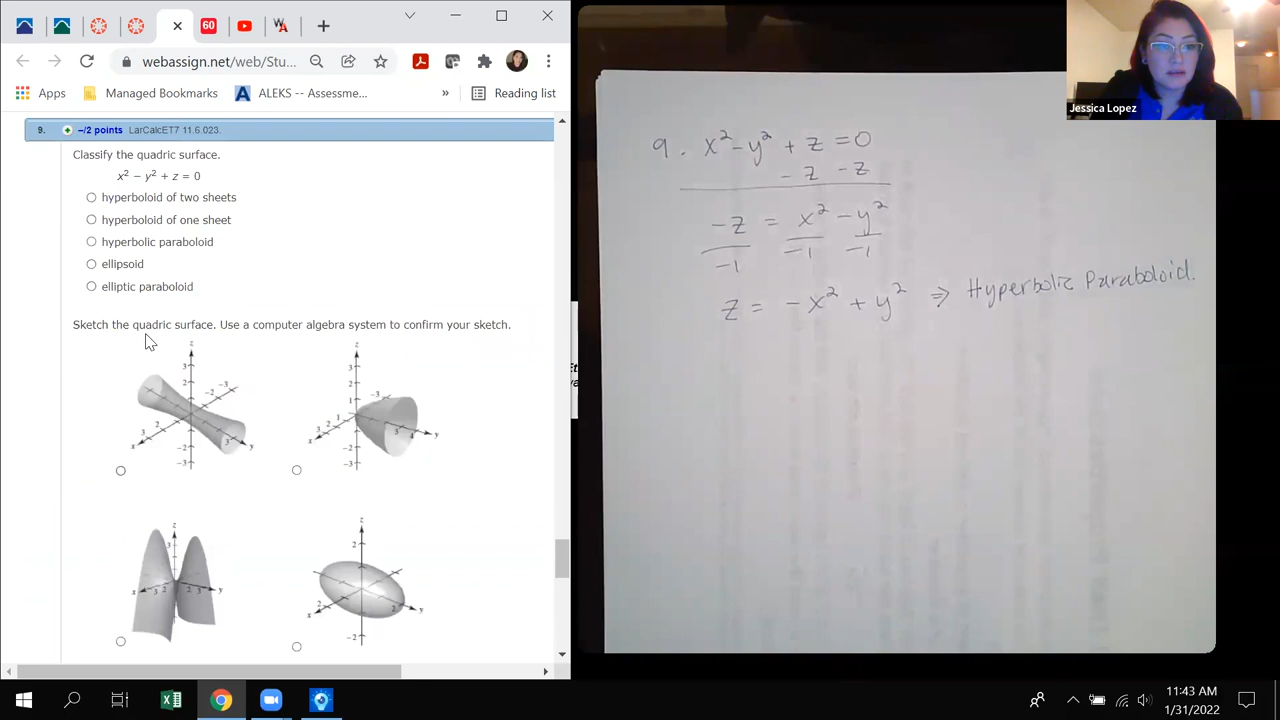 60
webassign.net/web/Stu...
Apps
Managed Bookmarks
ALEKS -- Assessme...
»
Reading list
9.
–/2 points
LarCalcET7 11.6.023.
Classify the quadric surface.
x² − y² + z = 0
hyperboloid of two sheets
hyperboloid of one sheet
hyperbolic paraboloid
ellipsoid
elliptic paraboloid
Sketch the quadric surface. Use a computer algebra system to confirm your sketch.
9. x² - y² + z = 0
- z - z
-z = x² - y²
-1 -1 -1
z = -x² + y² ⇒ Hyperbolic Paraboloid.
Jessica Lopez
11:43 AM
1/31/2022